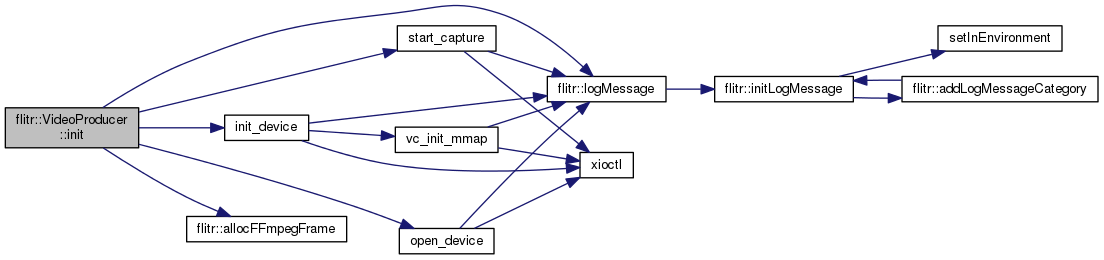 flitr::VideoProducer
::init
start_capture
init_device
vc_init_mmap
flitr::allocFFmpegFrame
open_device
flitr::logMessage
xioctl
flitr::initLogMessage
setInEnvironment
flitr::addLogMessageCategory